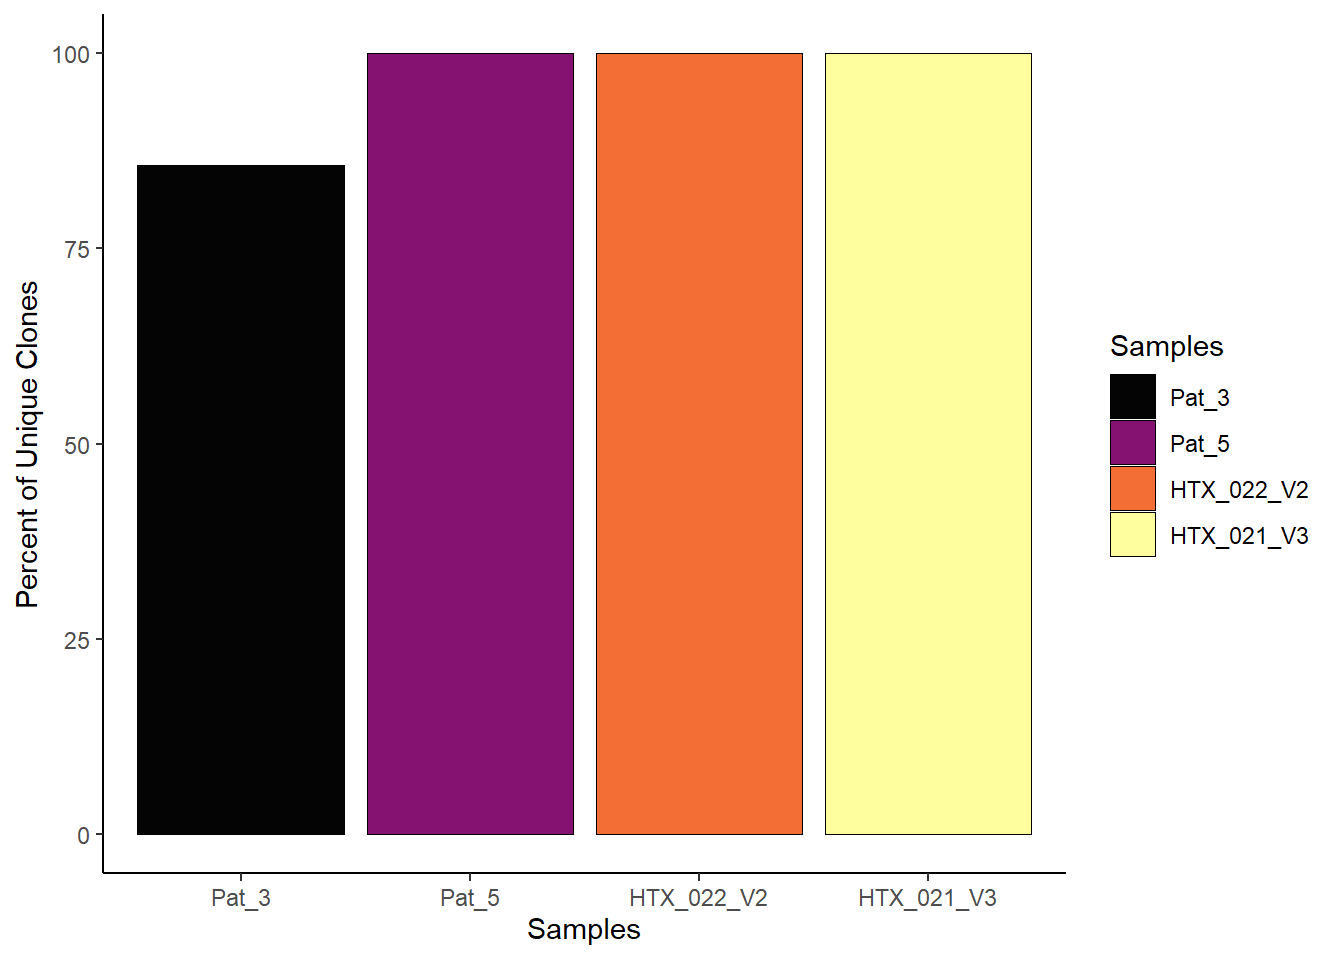 100
75
50
25
0
Percent of Unique Clones
Pat_3
Pat_5
HTX_022_V2
HTX_021_V3
Samples
Samples
Pat_3
Pat_5
HTX_022_V2
HTX_021_V3